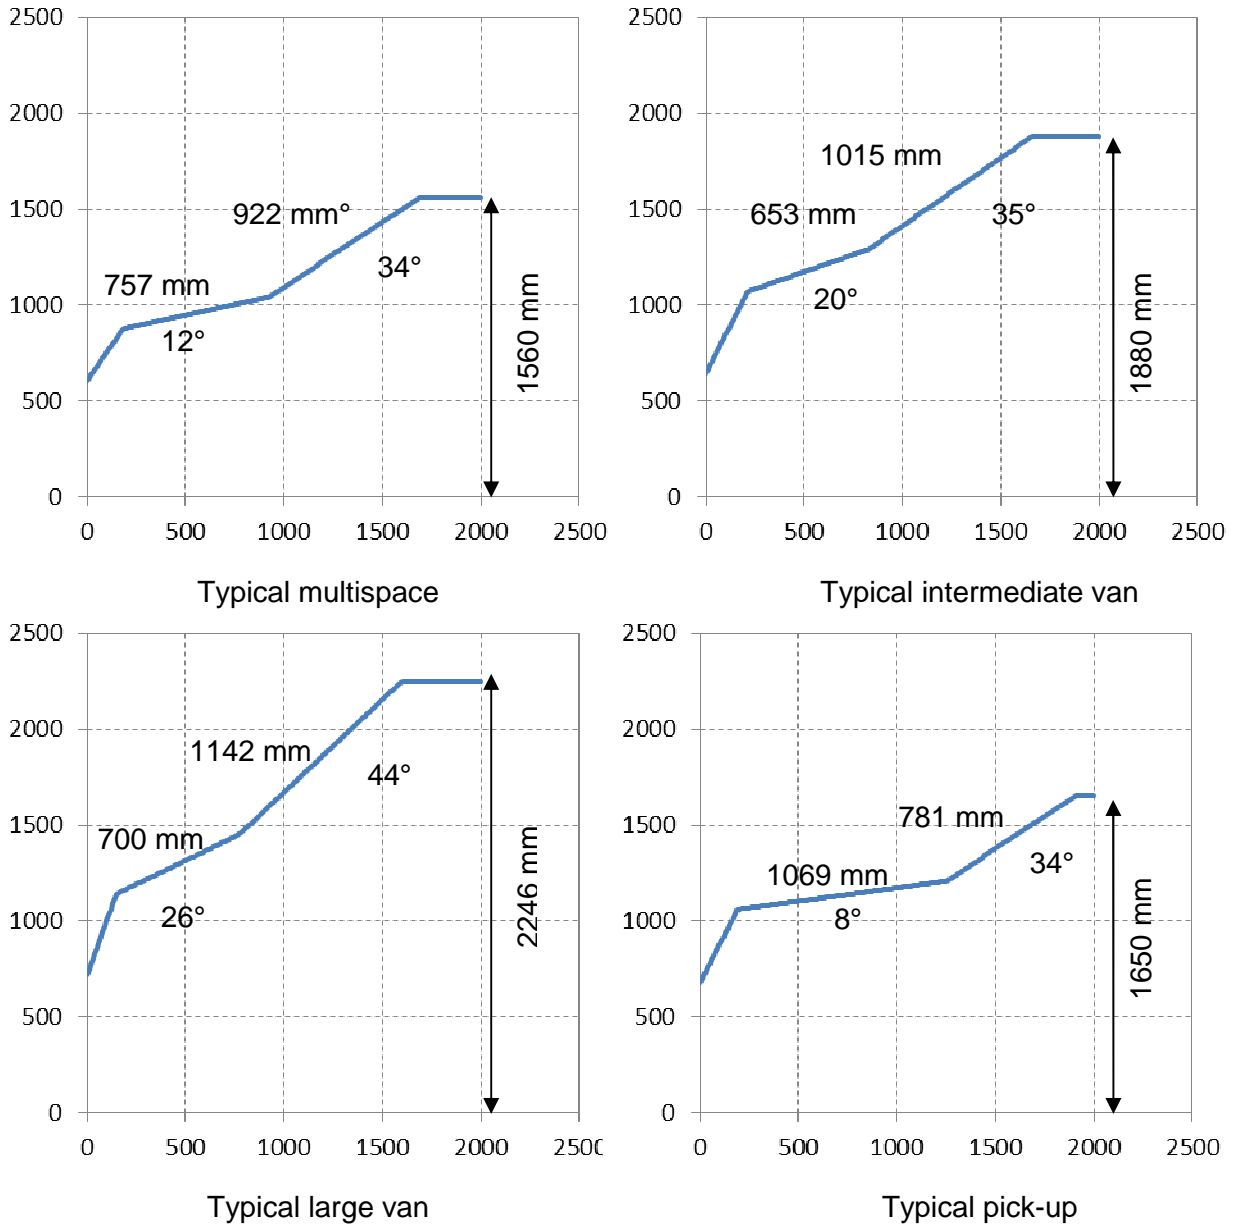 2500
2000
1500
1000
500
0
922 mm°
757 mm
34°
12°
1560 mm
0 500 1000 1500 2000 2500
Typical multispace
2500
2000
1500
1000
500
0
1015 mm
653 mm
35°
20°
1880 mm
0 500 1000 1500 2000 2500
Typical intermediate van
2500
2000
1500
1000
500
0
1142 mm
44°
700 mm
26°
2246 mm
0 500 1000 1500 2000 2500
Typical large van
2500
2000
1500
1000
500
0
781 mm
34°
1069 mm
8°
1650 mm
0 500 1000 1500 2000 2500
Typical pick-up